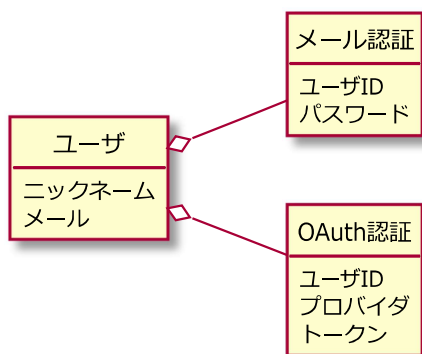 ユーザ
ニックネーム
メール
メール認証
ユーザID
パスワード
OAuth認証
ユーザID
プロバイダ
トークン